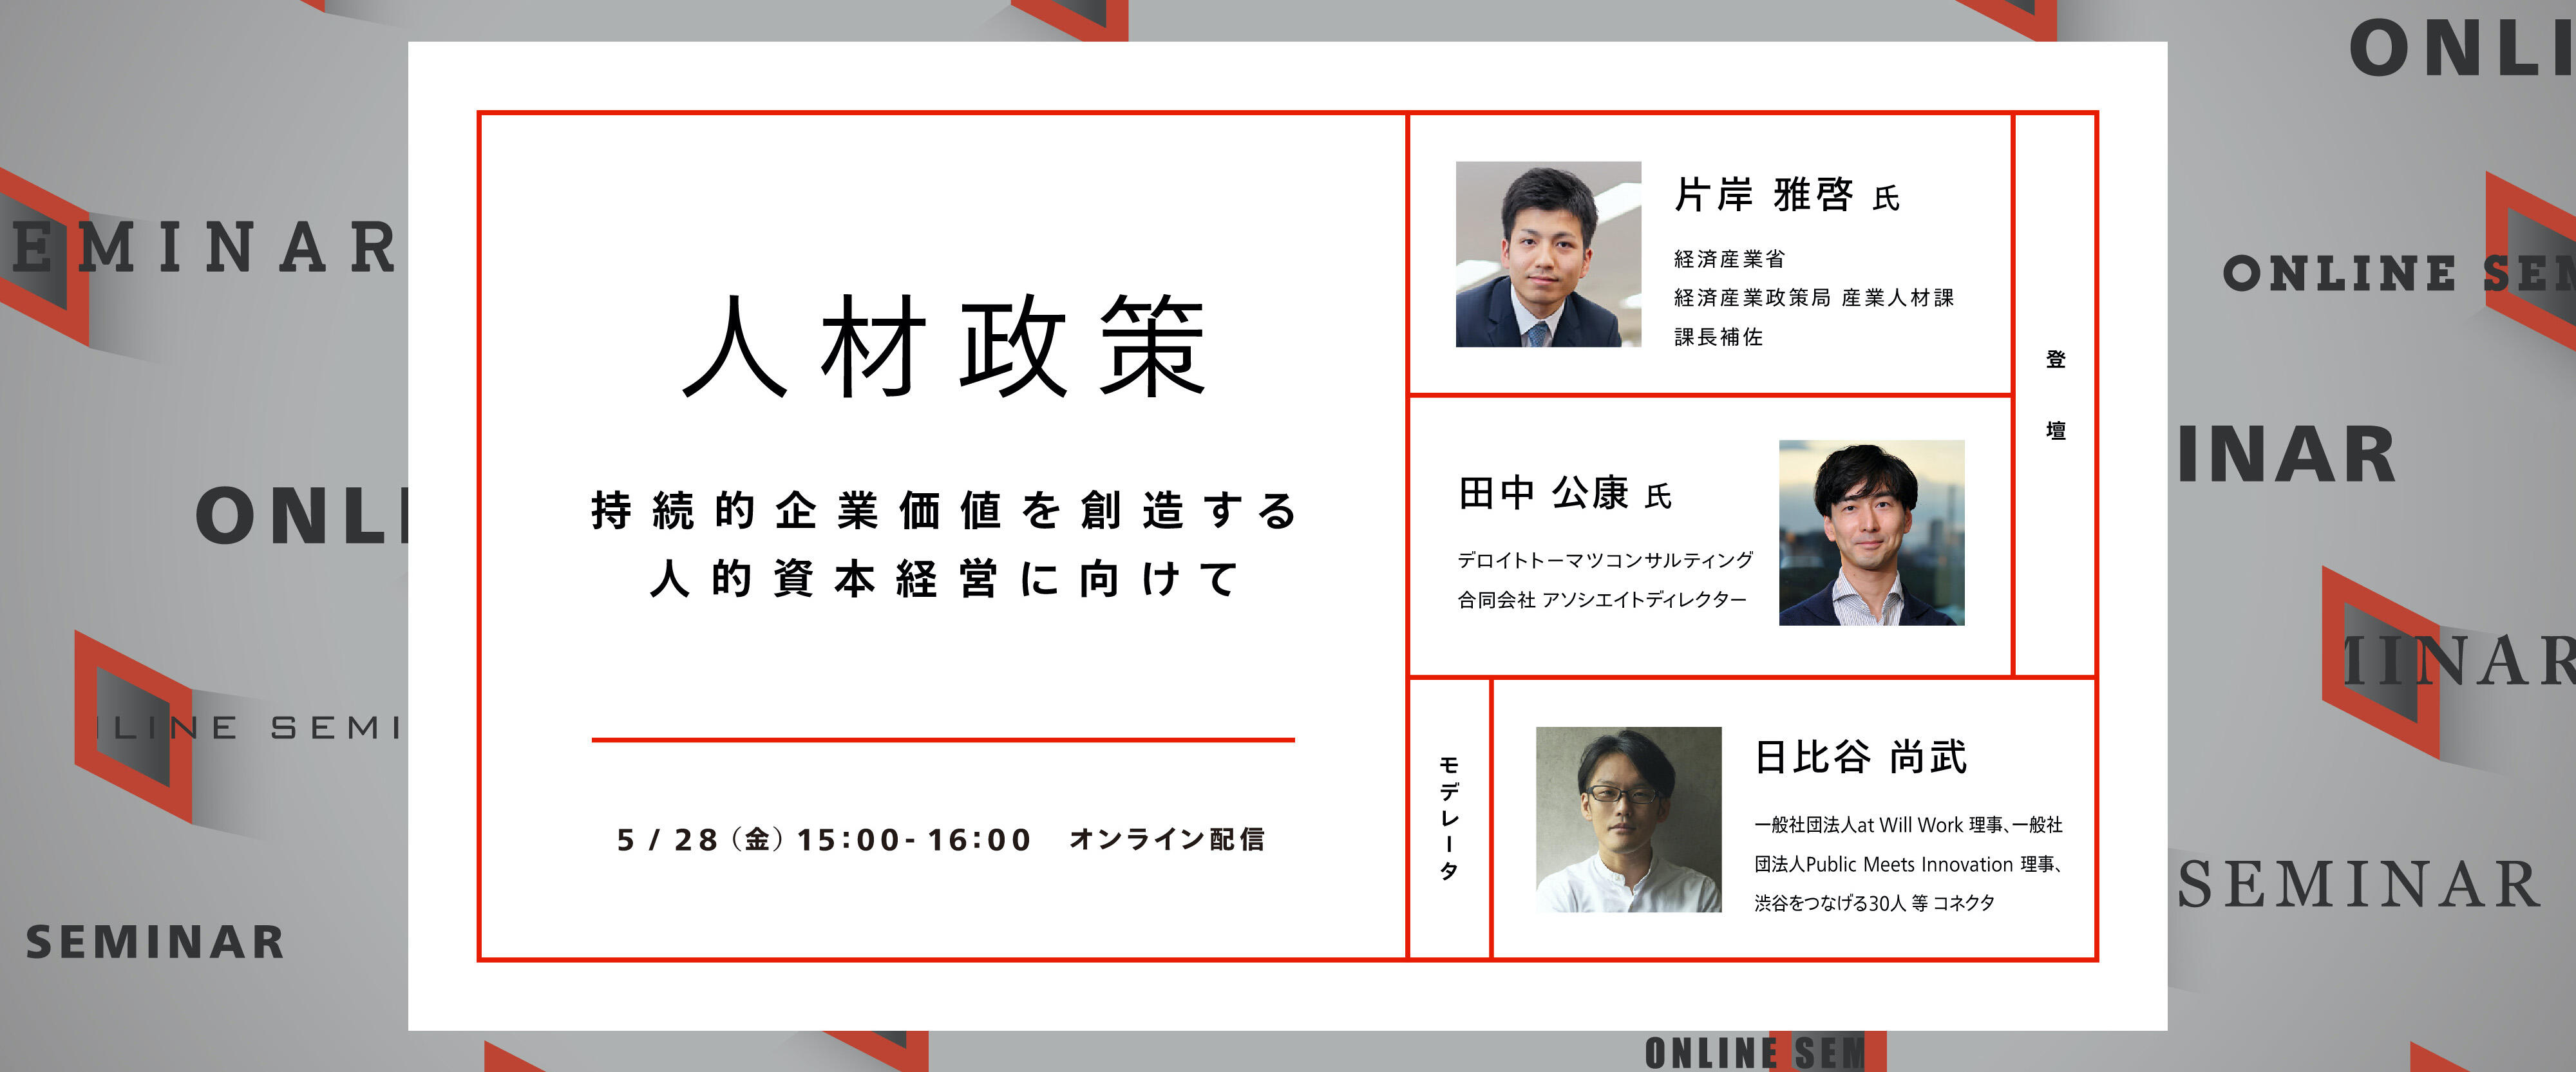 人材政策
持続的企業価値を創造する
人的資本経営に向けて
5 / 28（金）15：00 - 16：00　オンライン配信
片岸 雅啓 氏
経済産業省
経済産業政策局 産業人材課
課長補佐
田中 公康 氏
デロイトトーマツコンサルティング
合同会社 アソシエイトディレクター
登壇
モデレータ
日比谷 尚武
一般社団法人at Will Work 理事、一般社
団法人Public Meets Innovation 理事、
渋谷をつなげる30人 等 コネクタ
EMINAR
ONLI
LINE SEMI
SEMINAR
ONLI
ONLINE SEM
INAR
MINAR
SEMINAR
ONLINE SEM